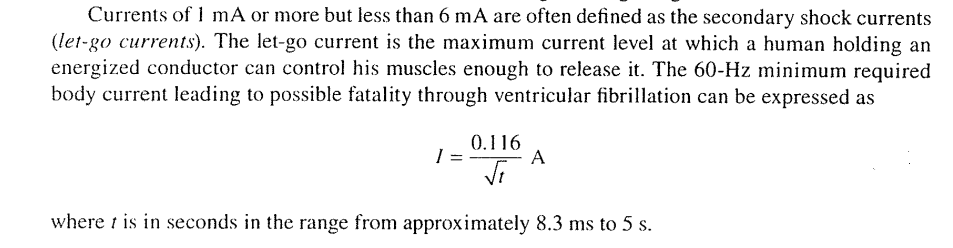 Currents of 1 mA or more but less than 6 mA are often defined as the secondary shock currents
(let-go currents). The let-go current is the maximum current level at which a human holding an
energized conductor can control his muscles enough to release it. The 60-Hz minimum required
body current leading to possible fatality through ventricular fibrillation can be expressed as
I = 0.116 / √t A
where t is in seconds in the range from approximately 8.3 ms to 5 s.